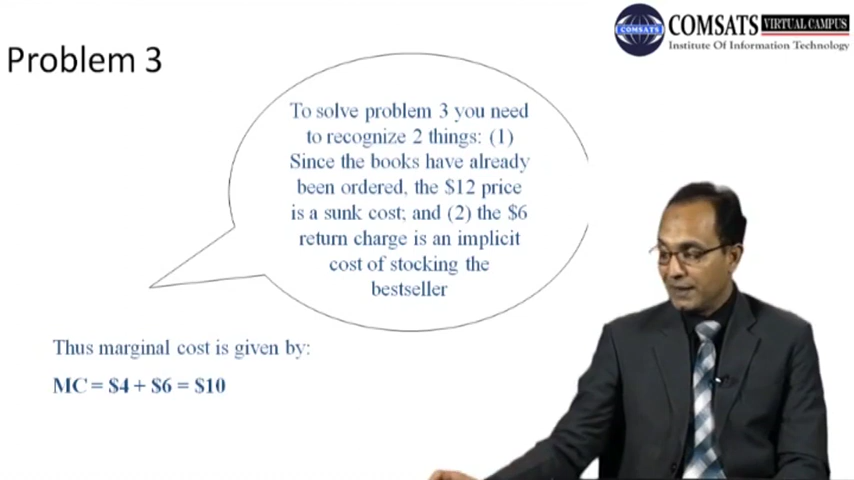 COMSATS VIRTUAL CAMPUS
COMSATS
Institute Of Information Technology
Problem 3
To solve problem 3 you need
to recognize 2 things: (1)
Since the books have already
been ordered, the $12 price
is a sunk cost; and (2) the $6
return charge is an implicit
cost of stocking the
bestseller
Thus marginal cost is given by:
MC = $4 + $6 = $10